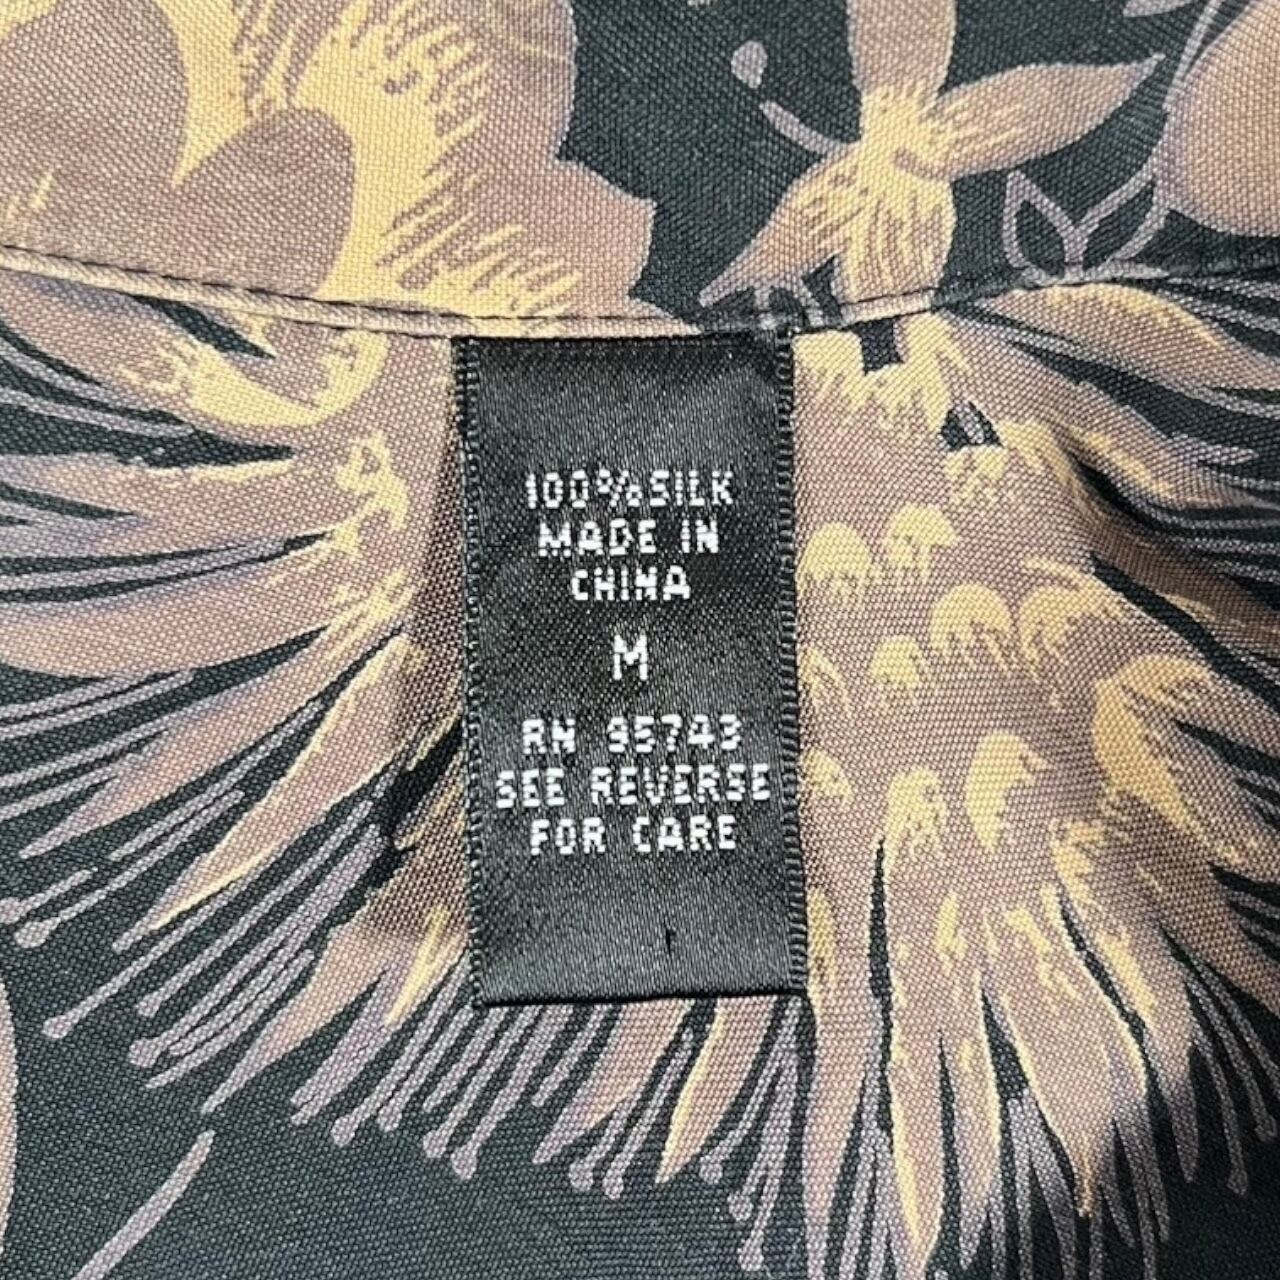 100% SILK
MADE IN
CHINA
M
RN 95743
SEE REVERSE
FOR CARE